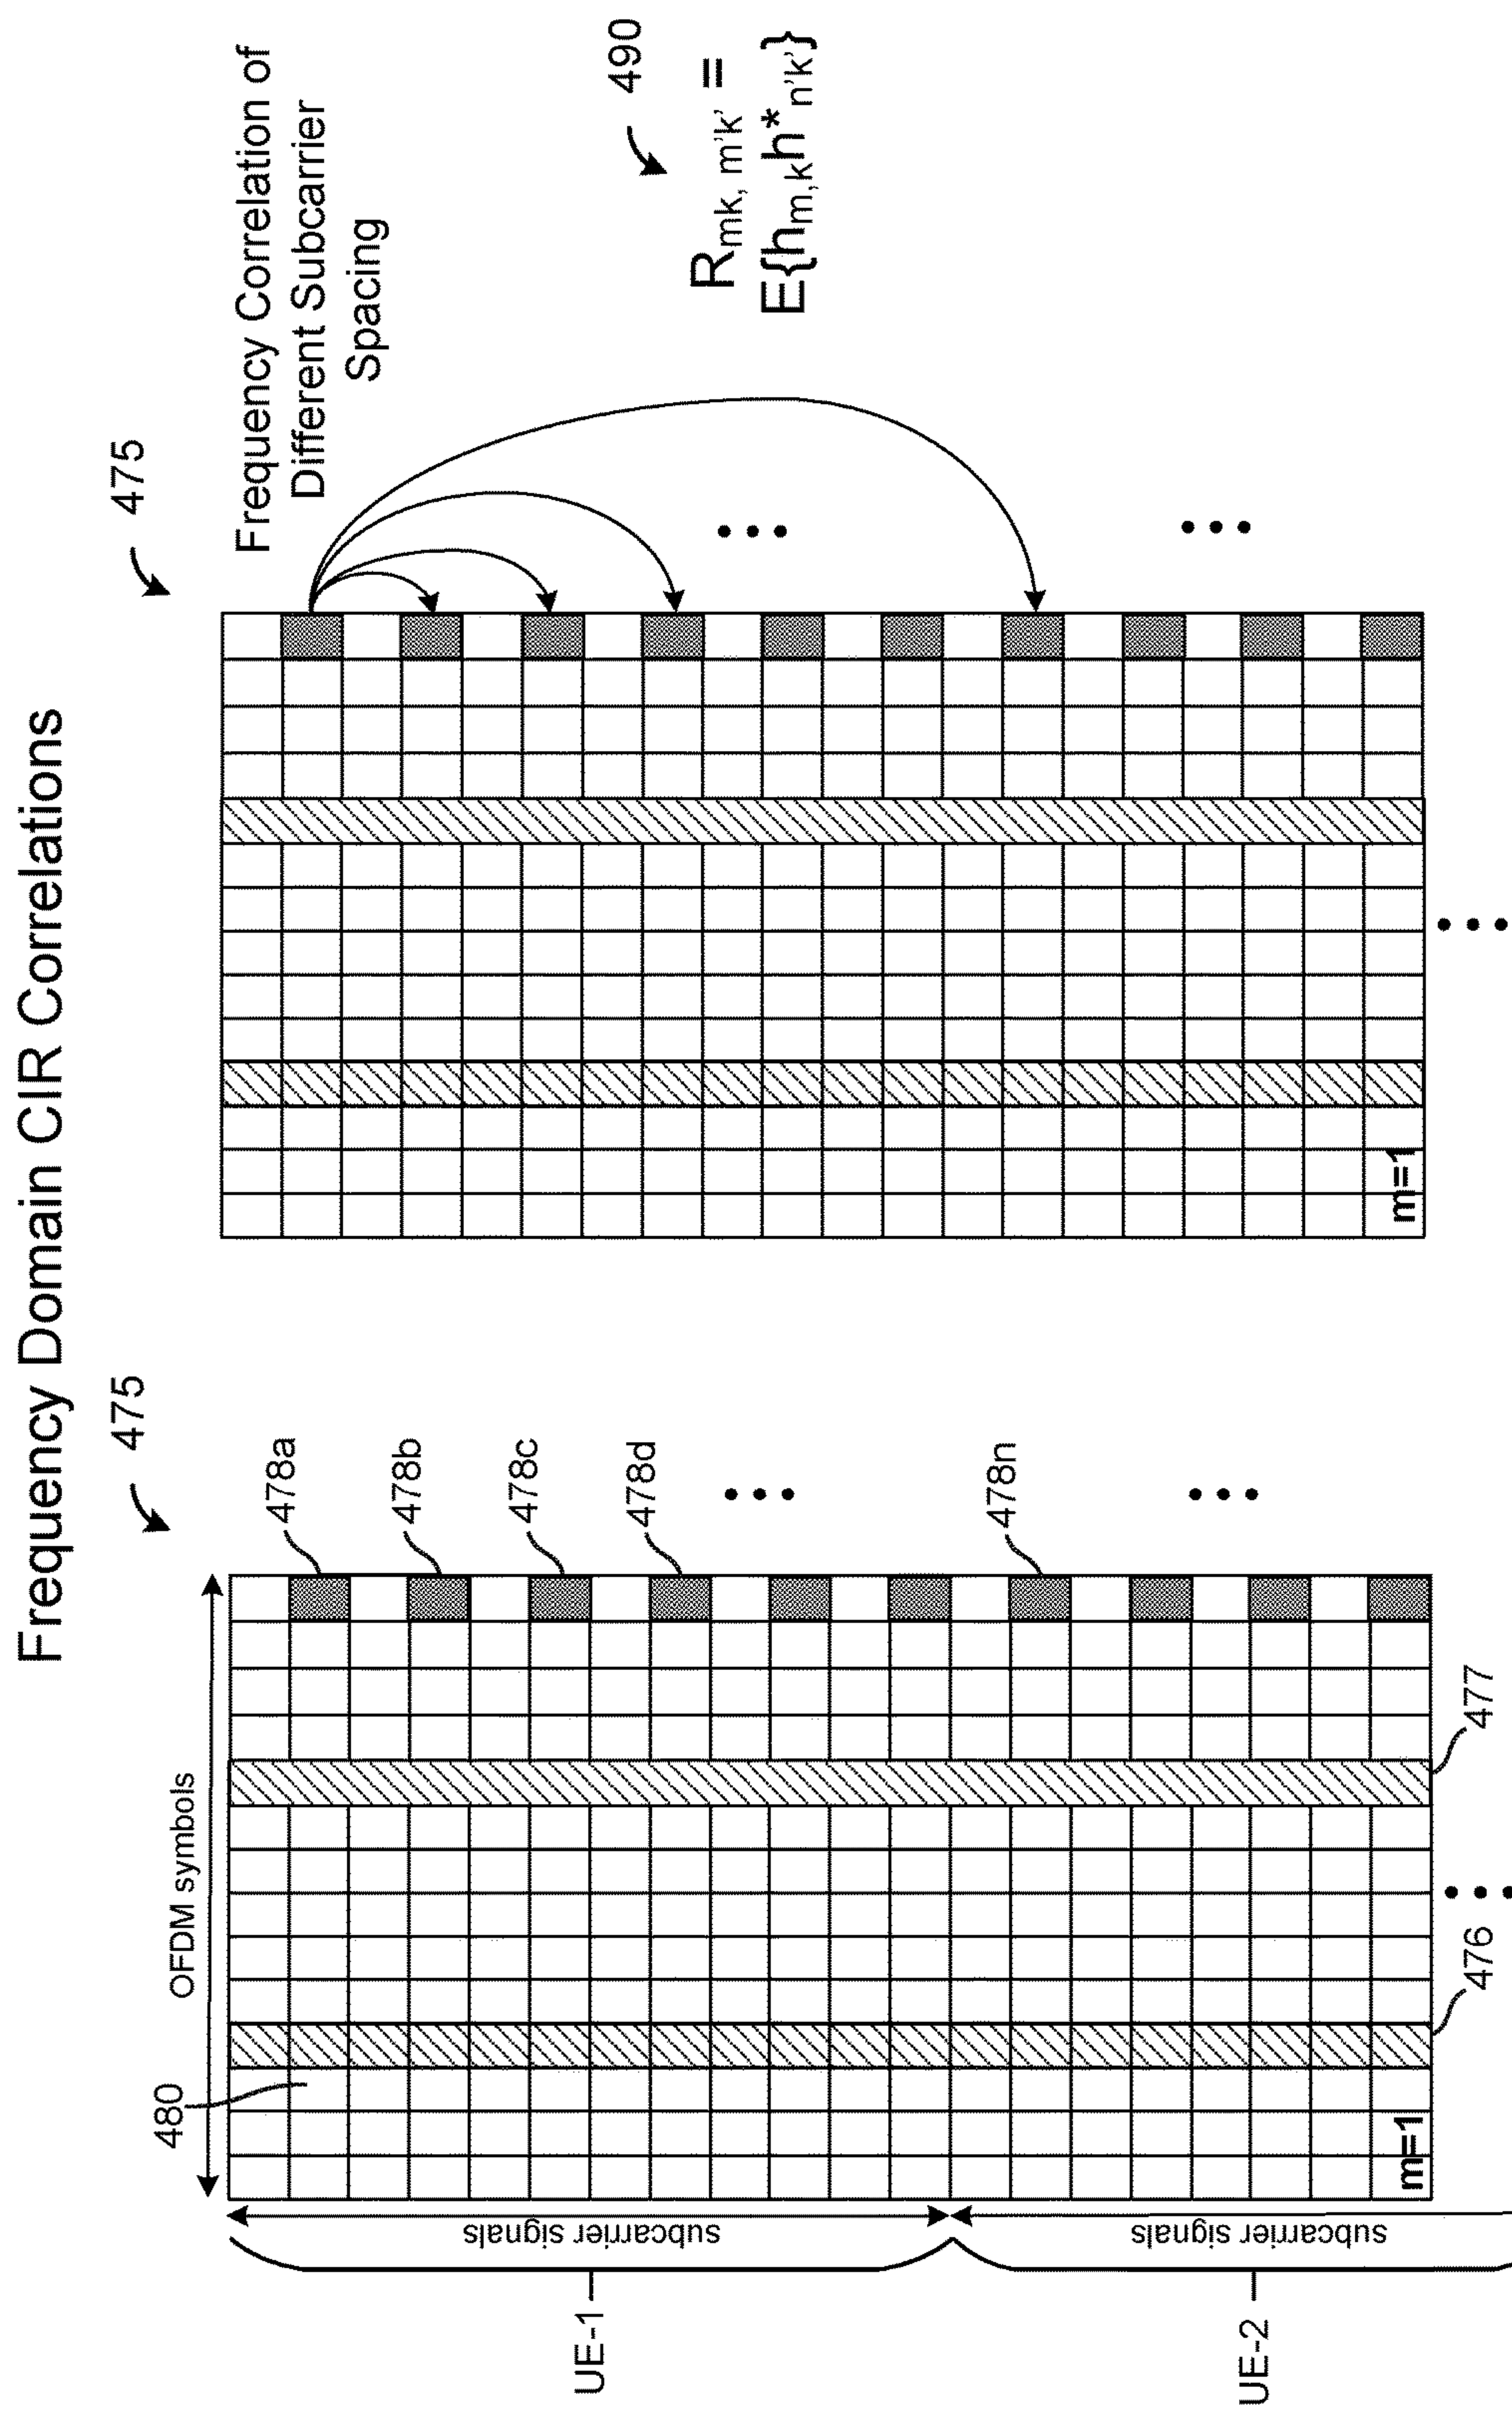 Frequency Domain CIR Correlations
475
OFDM symbols
480
478a
478b
478c
478d
478n
subcarrier signals
subcarrier signals
UE-1
UE-2
m=1
476
477
475
Frequency Correlation of
Different Subcarrier
Spacing
490
R_{mk, m'k'} =
E{h_{m,k}h*_{n'k'}}
m=1